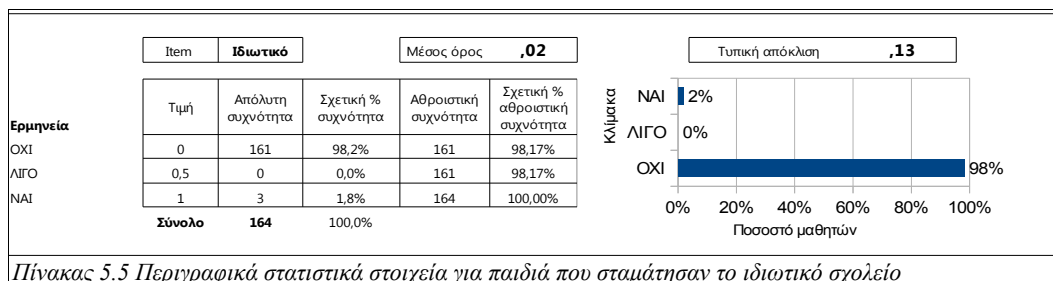 Item Ιδιωτικό Μέσος όρος ,02 Τυπική απόκλιση ,13
Ερμηνεία Τιμή Απόλυτη συχνότητα Σχετική % συχνότητα Αθροιστική συχνότητα Σχετική % αθροιστική συχνότητα
ΟΧΙ 0 161 98,2% 161 98,17%
ΛΙΓΟ 0,5 0 0,0% 161 98,17%
ΝΑΙ 1 3 1,8% 164 100,00%
Σύνολο 164 100,0%
Κλίμακα
ΝΑΙ 2%
ΛΙΓΟ 0%
ΟΧΙ 98%
0% 20% 40% 60% 80% 100%
Ποσοστό μαθητών
Πίνακας 5.5 Περιγραφικά στατιστικά στοιχεία για παιδιά που σταμάτησαν το ιδιωτικό σχολείο